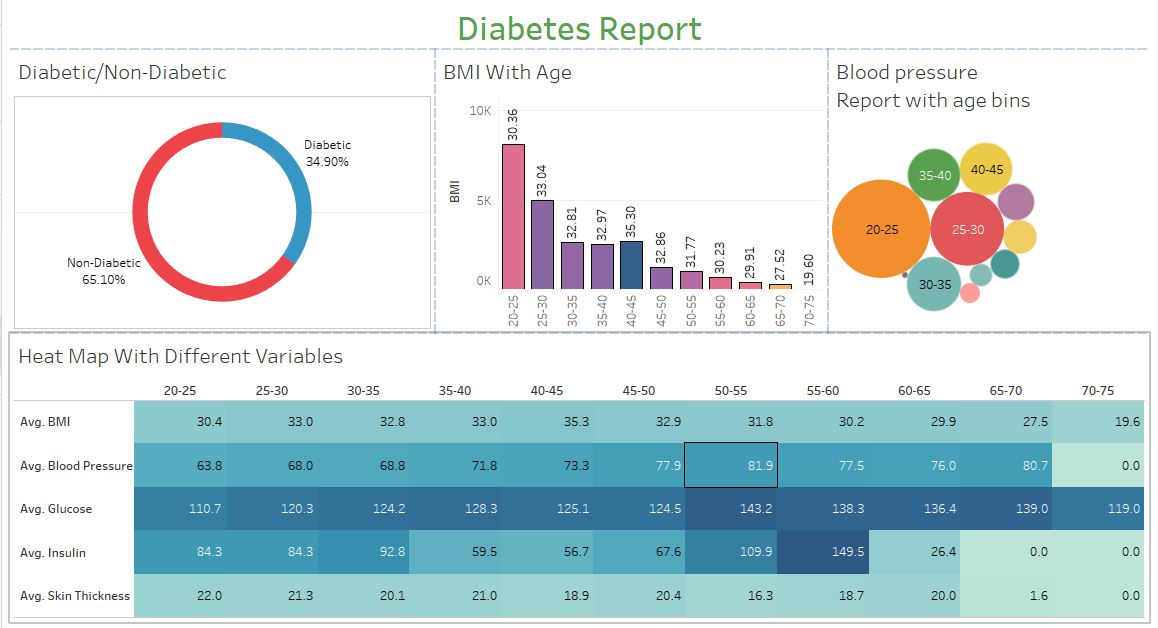 Diabetes Report
Diabetic/Non-Diabetic
Diabetic
34.90%
Non-Diabetic
65.10%
BMI With Age
BMI
10K
5K
0K
30.36
33.04
32.81
32.97
35.30
32.86
31.77
30.23
29.91
27.52
19.60
20-25
25-30
30-35
35-40
40-45
45-50
50-55
55-60
60-65
65-70
70-75
Blood pressure
Report with age bins
35-40
40-45
20-25
25-30
30-35
Heat Map With Different Variables
20-25 25-30 30-35 35-40 40-45 45-50 50-55 55-60 60-65 65-70 70-75
Avg. BMI 30.4 33.0 32.8 33.0 35.3 32.9 31.8 30.2 29.9 27.5 19.6
Avg. Blood Pressure 63.8 68.0 68.8 71.8 73.3 77.9 81.9 77.5 76.0 80.7 0.0
Avg. Glucose 110.7 120.3 124.2 128.3 125.1 124.5 143.2 138.3 136.4 139.0 119.0
Avg. Insulin 84.3 84.3 92.8 59.5 56.7 67.6 109.9 149.5 26.4 0.0 0.0
Avg. Skin Thickness 22.0 21.3 20.1 21.0 18.9 20.4 16.3 18.7 20.0 1.6 0.0